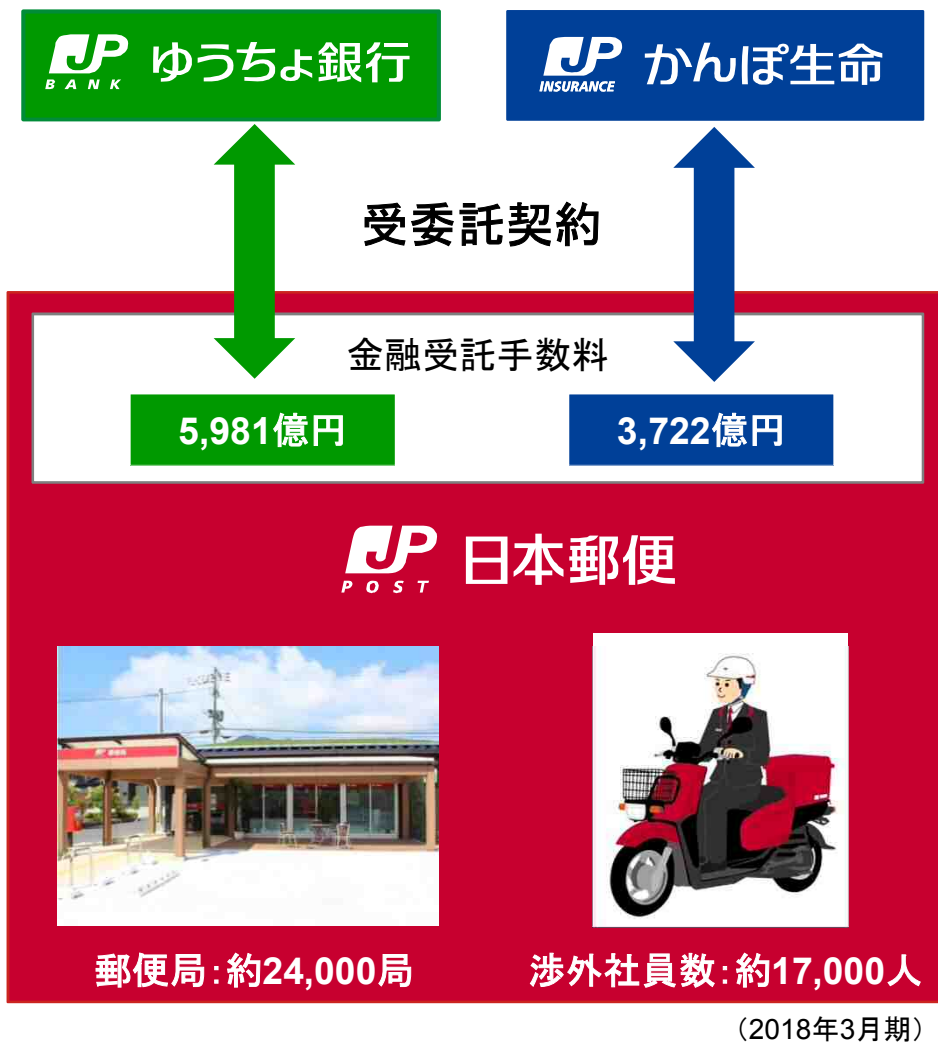 JP BANK ゆうちょ銀行
JP INSURANCE かんぽ生命
受委託契約
金融受託手数料
5,981億円
3,722億円
JP POST 日本郵便
郵便局
郵便局:約24,000局
渉外社員数:約17,000人
(2018年3月期)